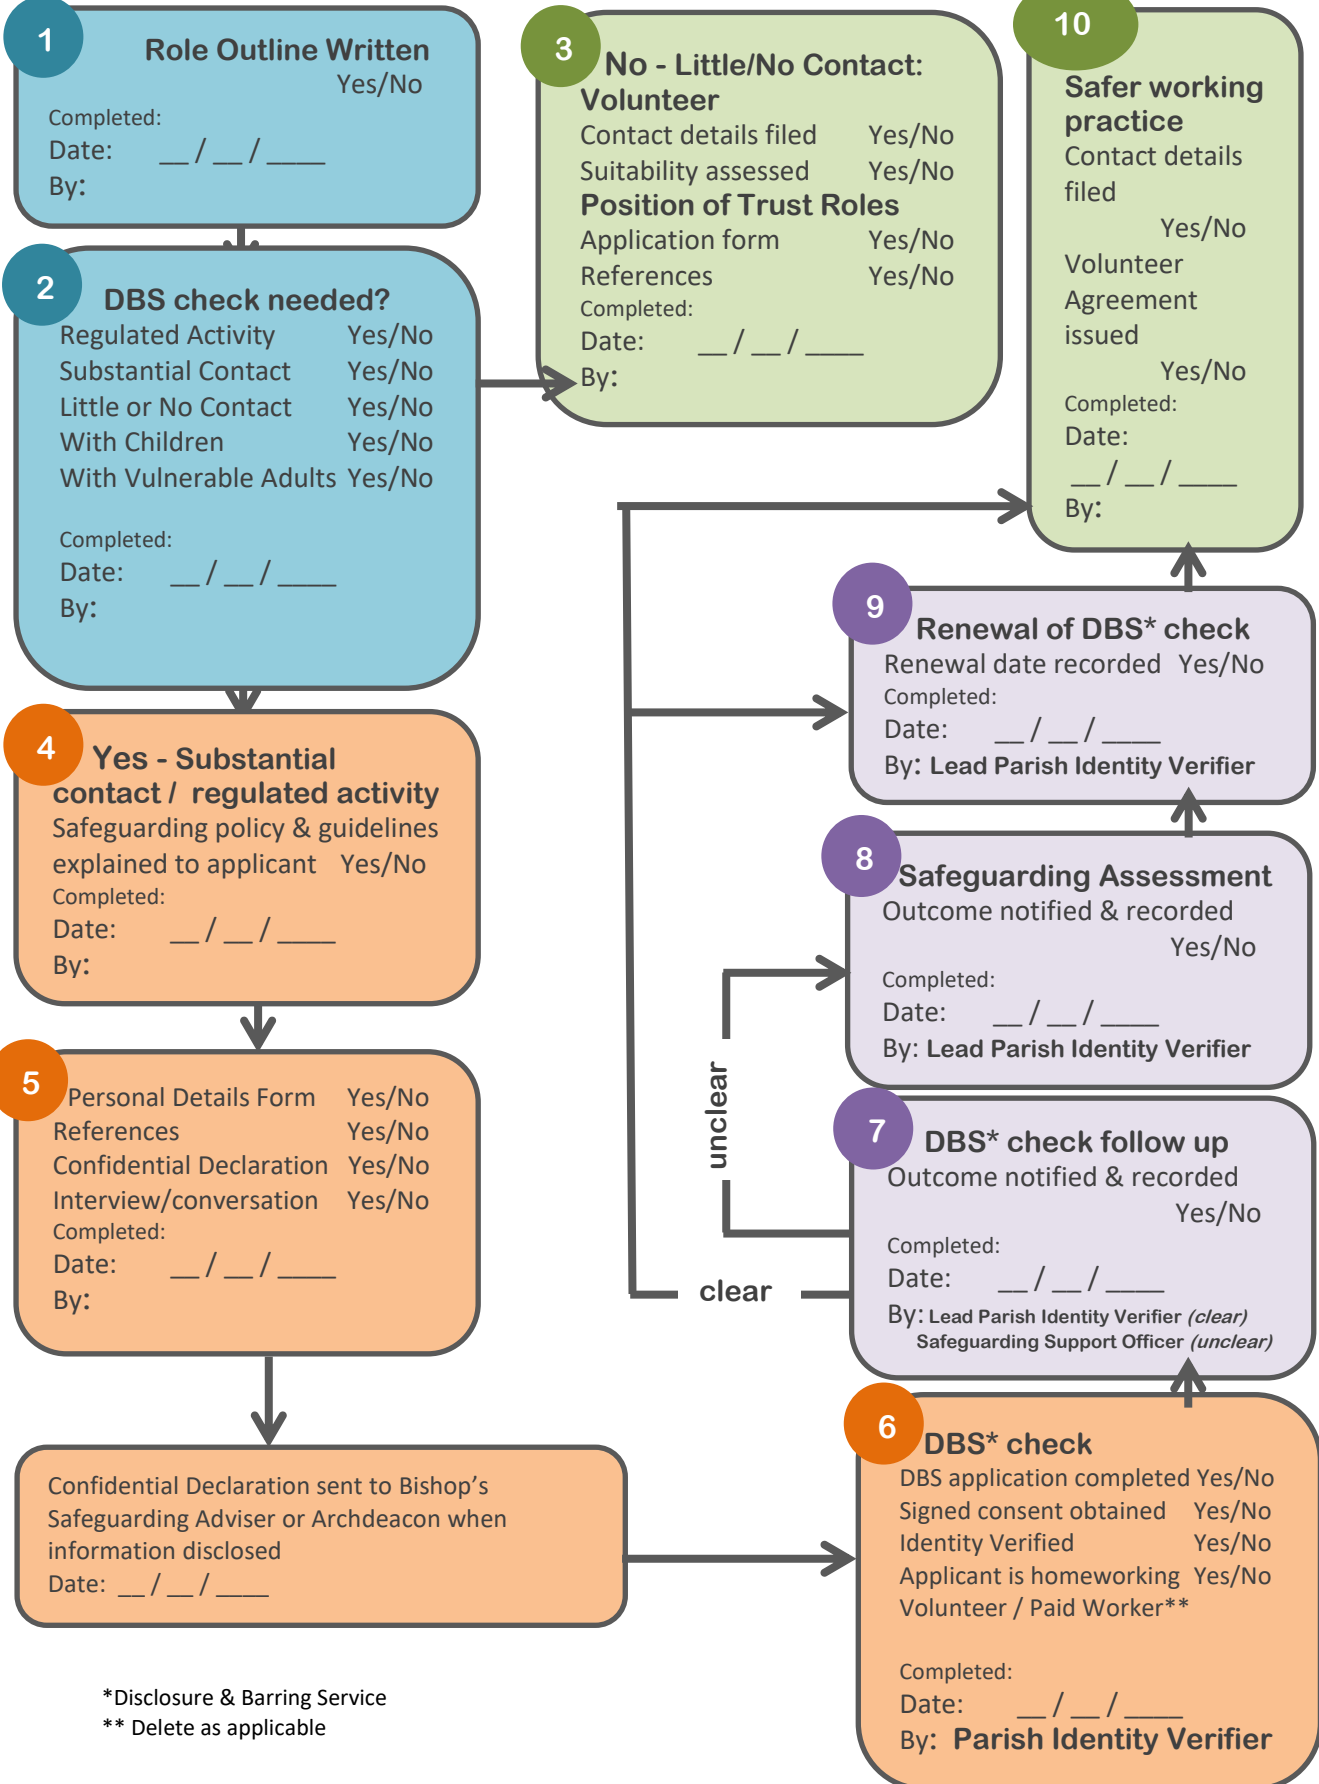 1
Role Outline Written
Yes/No
Completed:
Date: __ / __ / ____
By:
2
DBS check needed?
Regulated Activity Yes/No
Substantial Contact Yes/No
Little or No Contact Yes/No
With Children Yes/No
With Vulnerable Adults Yes/No
Completed:
Date: __ / __ / ____
By:
3
No - Little/No Contact:
Volunteer
Contact details filed Yes/No
Suitability assessed Yes/No
Position of Trust Roles
Application form Yes/No
References Yes/No
Completed:
Date: __ / __ / ____
By:
4
Yes - Substantial
contact / regulated activity
Safeguarding policy & guidelines
explained to applicant Yes/No
Completed:
Date: __ / __ / ____
By:
5
Personal Details Form Yes/No
References Yes/No
Confidential Declaration Yes/No
Interview/conversation Yes/No
Completed:
Date: __ / __ / ____
By:
Confidential Declaration sent to Bishop's
Safeguarding Adviser or Archdeacon when
information disclosed
Date: __ / __ / ____
6
DBS* check
DBS application completed Yes/No
Signed consent obtained Yes/No
Identity Verified Yes/No
Applicant is homeworking Yes/No
Volunteer / Paid Worker**
Completed:
Date: __ / __ / ____
By: Parish Identity Verifier
7
DBS* check follow up
Outcome notified & recorded
Yes/No
Completed:
Date: __ / __ / ____
By: Lead Parish Identity Verifier (clear)
Safeguarding Support Officer (unclear)
clear
unclear
8
Safeguarding Assessment
Outcome notified & recorded
Yes/No
Completed:
Date: __ / __ / ____
By: Lead Parish Identity Verifier
9
Renewal of DBS* check
Renewal date recorded Yes/No
Completed:
Date: __ / __ / ____
By: Lead Parish Identity Verifier
10
Safer working
practice
Contact details
filed
Yes/No
Volunteer
Agreement
issued
Yes/No
Completed:
Date:
__ / __ / ____
By:
*Disclosure & Barring Service
** Delete as applicable